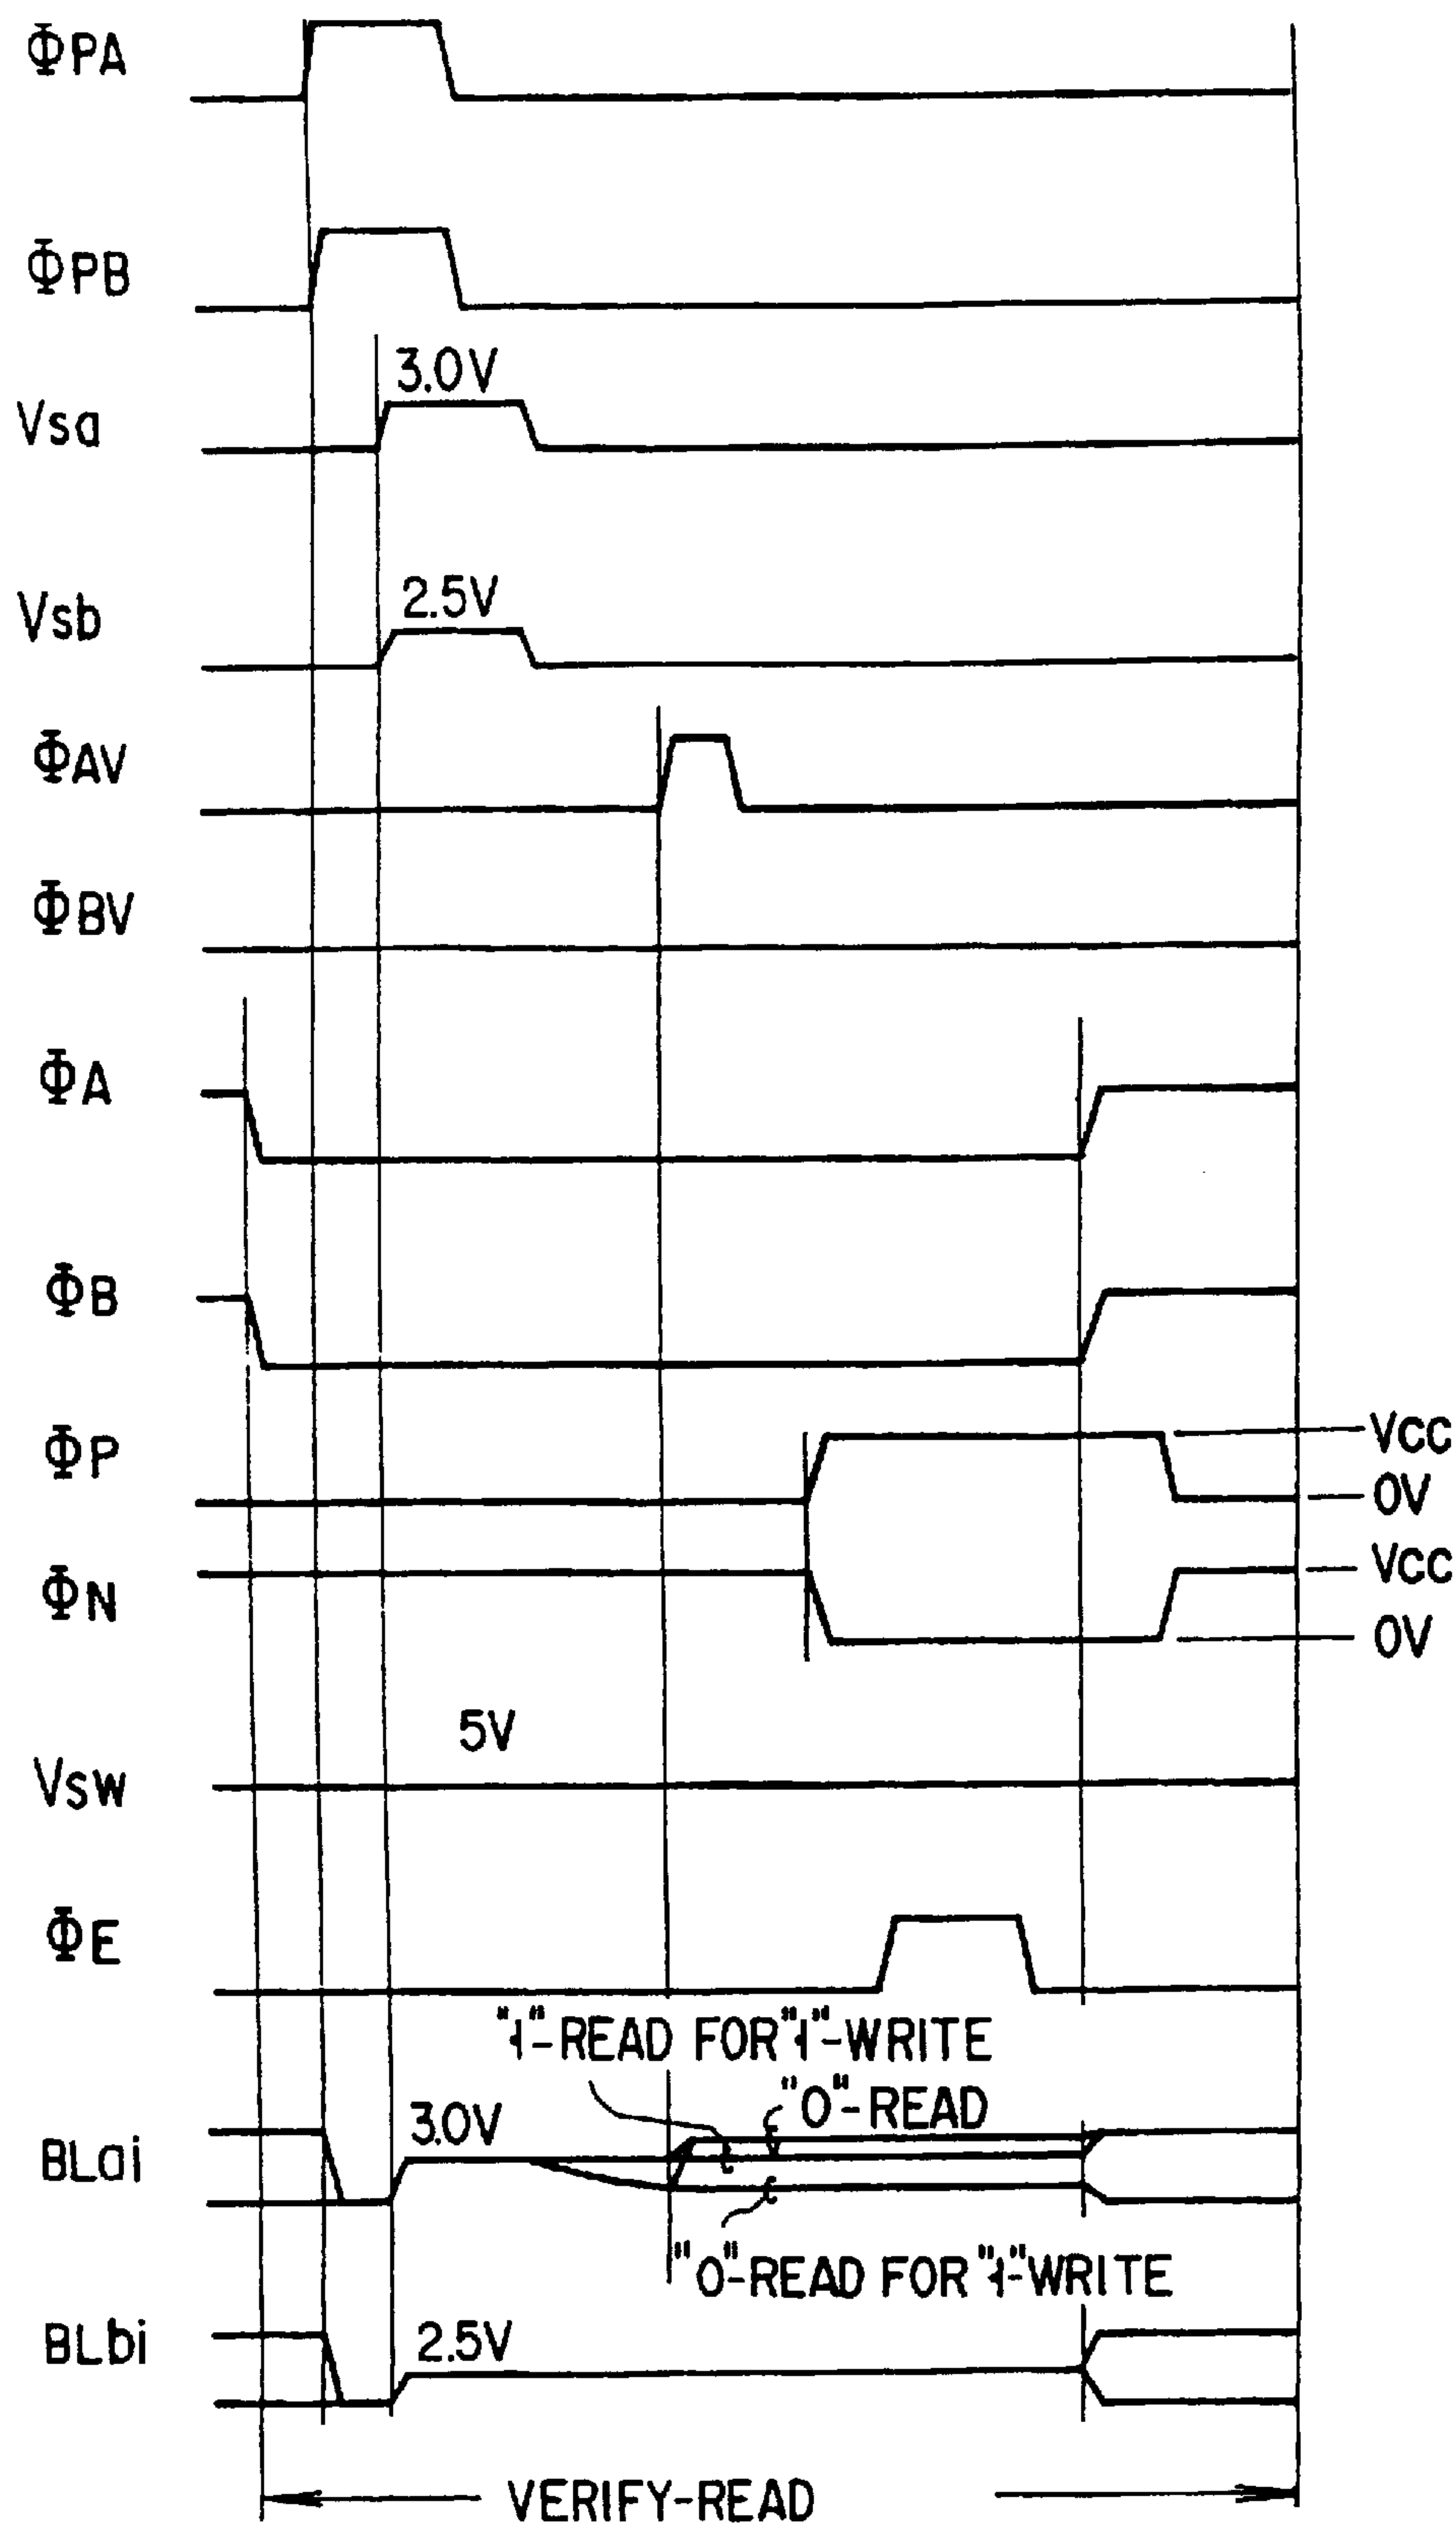 ΦPA
ΦPB
3.0V
Vsa
2.5V
Vsb
ΦAV
ΦBV
ΦA
ΦB
ΦP
VCC
0V
ΦN
VCC
0V
5V
Vsw
ΦE
"1"-READ FOR "1"-WRITE
"0"-READ
3.0V
BLai
"0"-READ FOR "1"-WRITE
2.5V
BLbi
VERIFY-READ